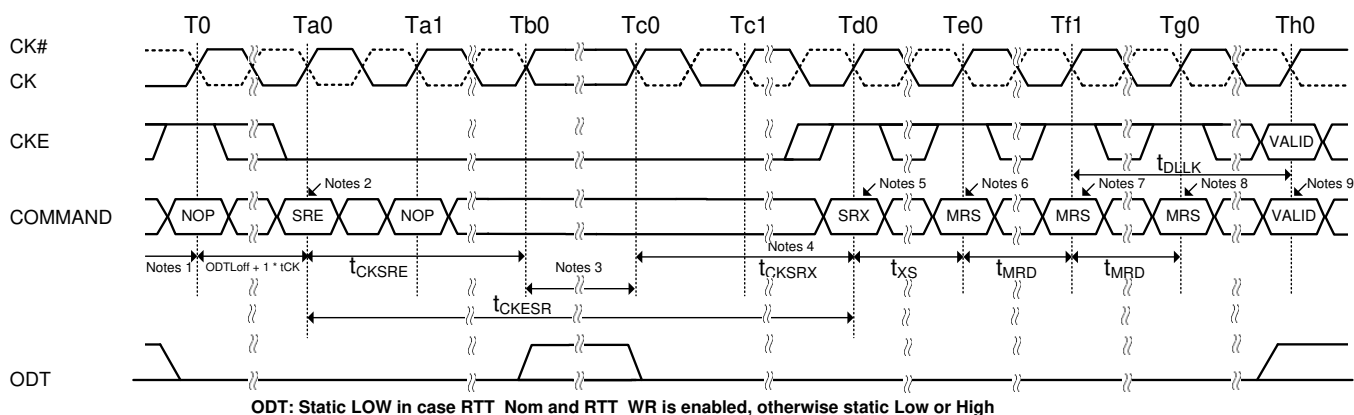 T0 Ta0 Ta1 Tb0 Tc0 Tc1 Td0 Te0 Tf1 Tg0 Th0
CK#
CK
CKE
VALID
tDLLK
Notes 2 Notes 5 Notes 6 Notes 7 Notes 8 Notes 9
COMMAND NOP SRE NOP SRX MRS MRS MRS VALID
Notes 4
Notes 1 ODTLoff + 1 * tCK tCKSRE Notes 3 tCKSRX tXS tMRD tMRD
tCKESR
ODT
ODT: Static LOW in case RTT_Nom and RTT_WR is enabled, otherwise static Low or High